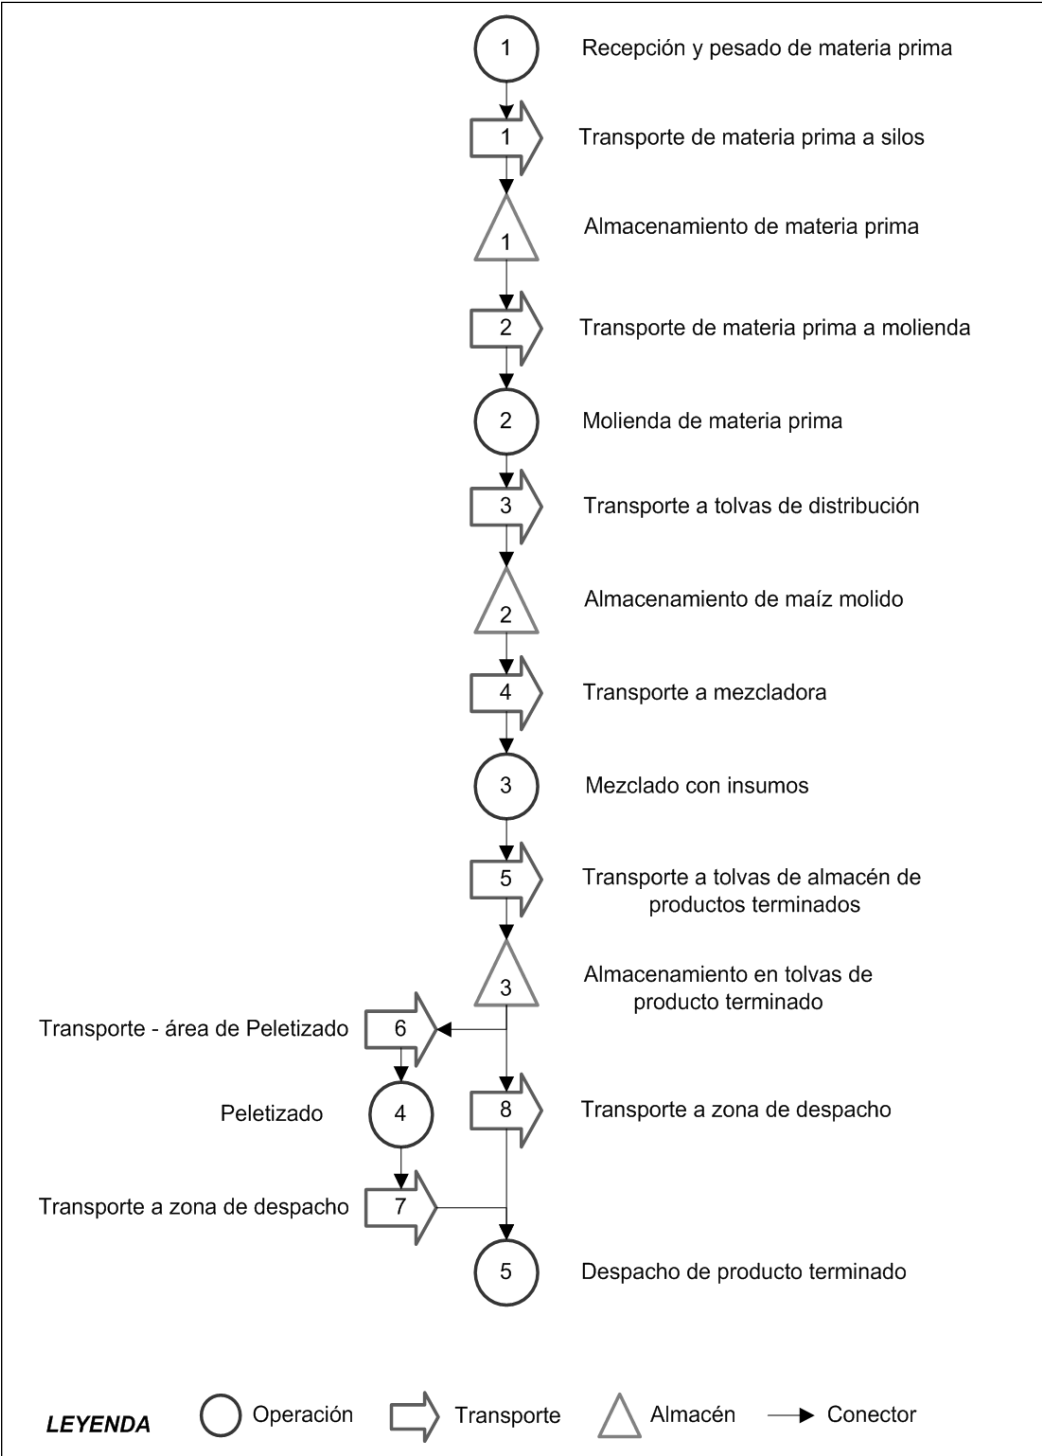 1 Recepción y pesado de materia prima
1 Transporte de materia prima a silos
1 Almacenamiento de materia prima
2 Transporte de materia prima a molienda
2 Molienda de materia prima
3 Transporte a tolvas de distribución
2 Almacenamiento de maíz molido
4 Transporte a mezcladora
3 Mezclado con insumos
5 Transporte a tolvas de almacén de
productos terminados
3 Almacenamiento en tolvas de
producto terminado
Transporte - área de Peletizado 6
Peletizado 4
8 Transporte a zona de despacho
Transporte a zona de despacho 7
5 Despacho de producto terminado
LEYENDA Operación Transporte Almacén Conector